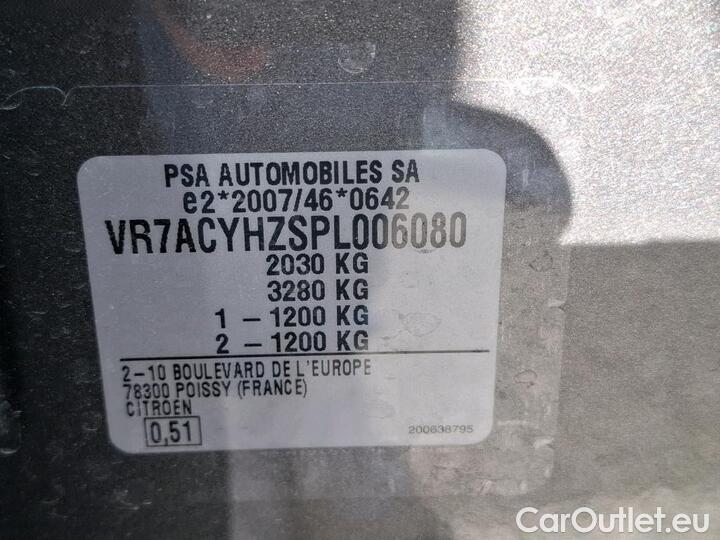 PSA AUTOMOBILES SA
e2*2007/46*0642
VR7ACYHZSPL006080
2030 KG
3280 KG
1 - 1200 KG
2 - 1200 KG
2-10 BOULEVARD DE L'EUROPE
78300 POISSY (FRANCE)
CITROEN
0,51
200638795
CarOutlet.eu